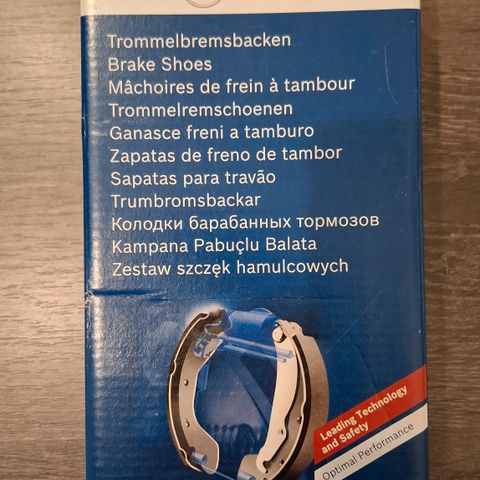 Trommelbremsbacken
Brake Shoes
Mâchoires de frein à tambour
Trommelremschoenen
Ganasce freni a tamburo
Zapatas de freno de tambor
Sapatas para travão
Trumbromsbackar
Колодки барабанных тормозов
Kampana Pabuçlu Balata
Zestaw szczęk hamulcowych
Leading Technology
and Safety
Optimal Performance